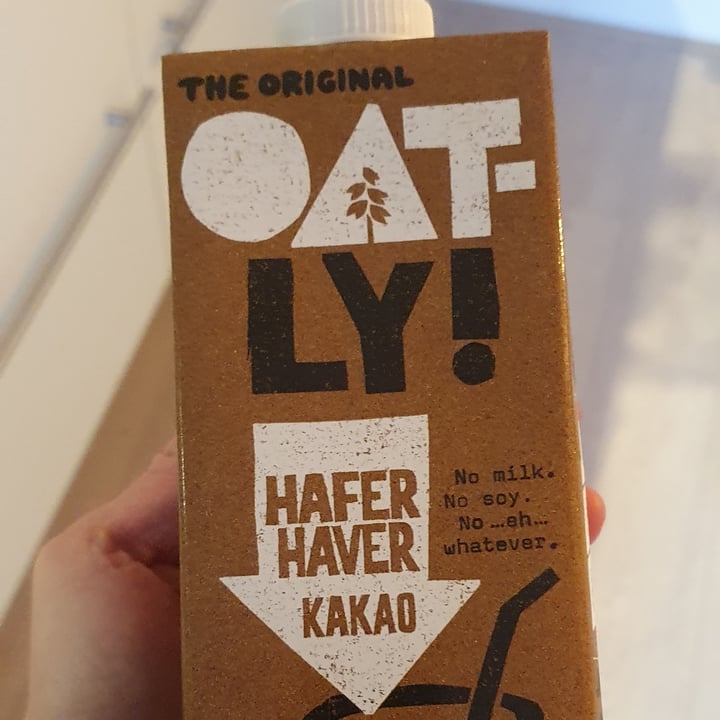 THE ORIGINAL
OAT-
LY!
HAFER
HAVER
KAKAO
No milk.
No soy.
No ...eh...
whatever.